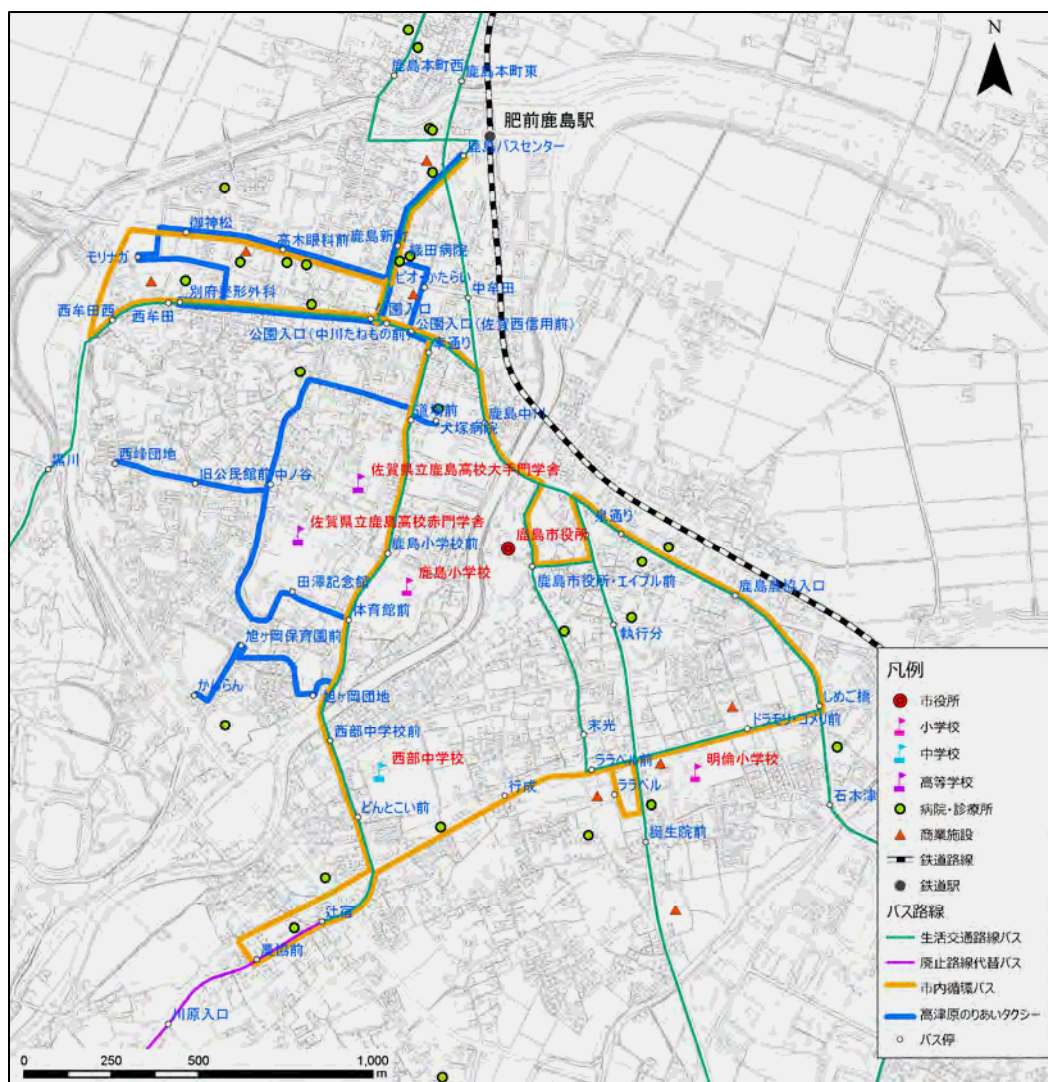 N
鹿島本町西
鹿島本町東
肥前鹿島駅
鹿島バスセンター
御神松
高木眼科前
鹿島新町
織田病院
モリナガ
ピオ・かたらい
中牟田
別府整形外科
西牟田西
西牟田
公園入口(佐賀西信用前)
公園入口(中川たねもの前)
鹿島中川
道場前
犬塚病院
黒川
西峰団地
旧公民館前
中ノ谷
佐賀県立鹿島高校大手門学舎
佐賀県立鹿島高校赤門学舎
鹿島市役所
泉通り
鹿島小学校前
鹿島市役所・エイブル前
鹿島小学校
田澤記念館
鹿島農協入口
体育館前
執行分
旭ヶ岡保育園前
かんらん
旭ヶ岡団地
しめご橋
西部中学校前
末光
ドラモリ・コメリ前
西部中学校
ララベル前
明倫小学校
行成
ララベル
石木津
どんとこい前
誕生院前
辻宿
農協前
川原入口
凡例
市役所
小学校
中学校
高等学校
病院・診療所
商業施設
鉄道路線
鉄道駅
バス路線
生活交通路線バス
廃止路線代替バス
市内循環バス
高津原のりあいタクシー
バス停
0 250 500 1,000
m